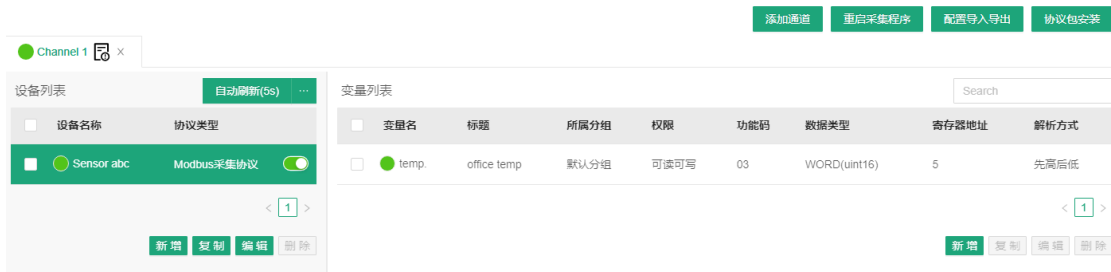 添加通道 重启采集程序 配置导入导出 协议包安装
Channel 1 ×
设备列表 自动刷新(5s) ··· 变量列表 Search
设备名称 协议类型 变量名 标题 所属分组 权限 功能码 数据类型 寄存器地址 解析方式
Sensor abc Modbus采集协议 temp. office temp 默认分组 可读可写 03 WORD(uint16) 5 先高后低
< 1 > < 1 >
新增 复制 编辑 删除 新增 复制 编辑 删除